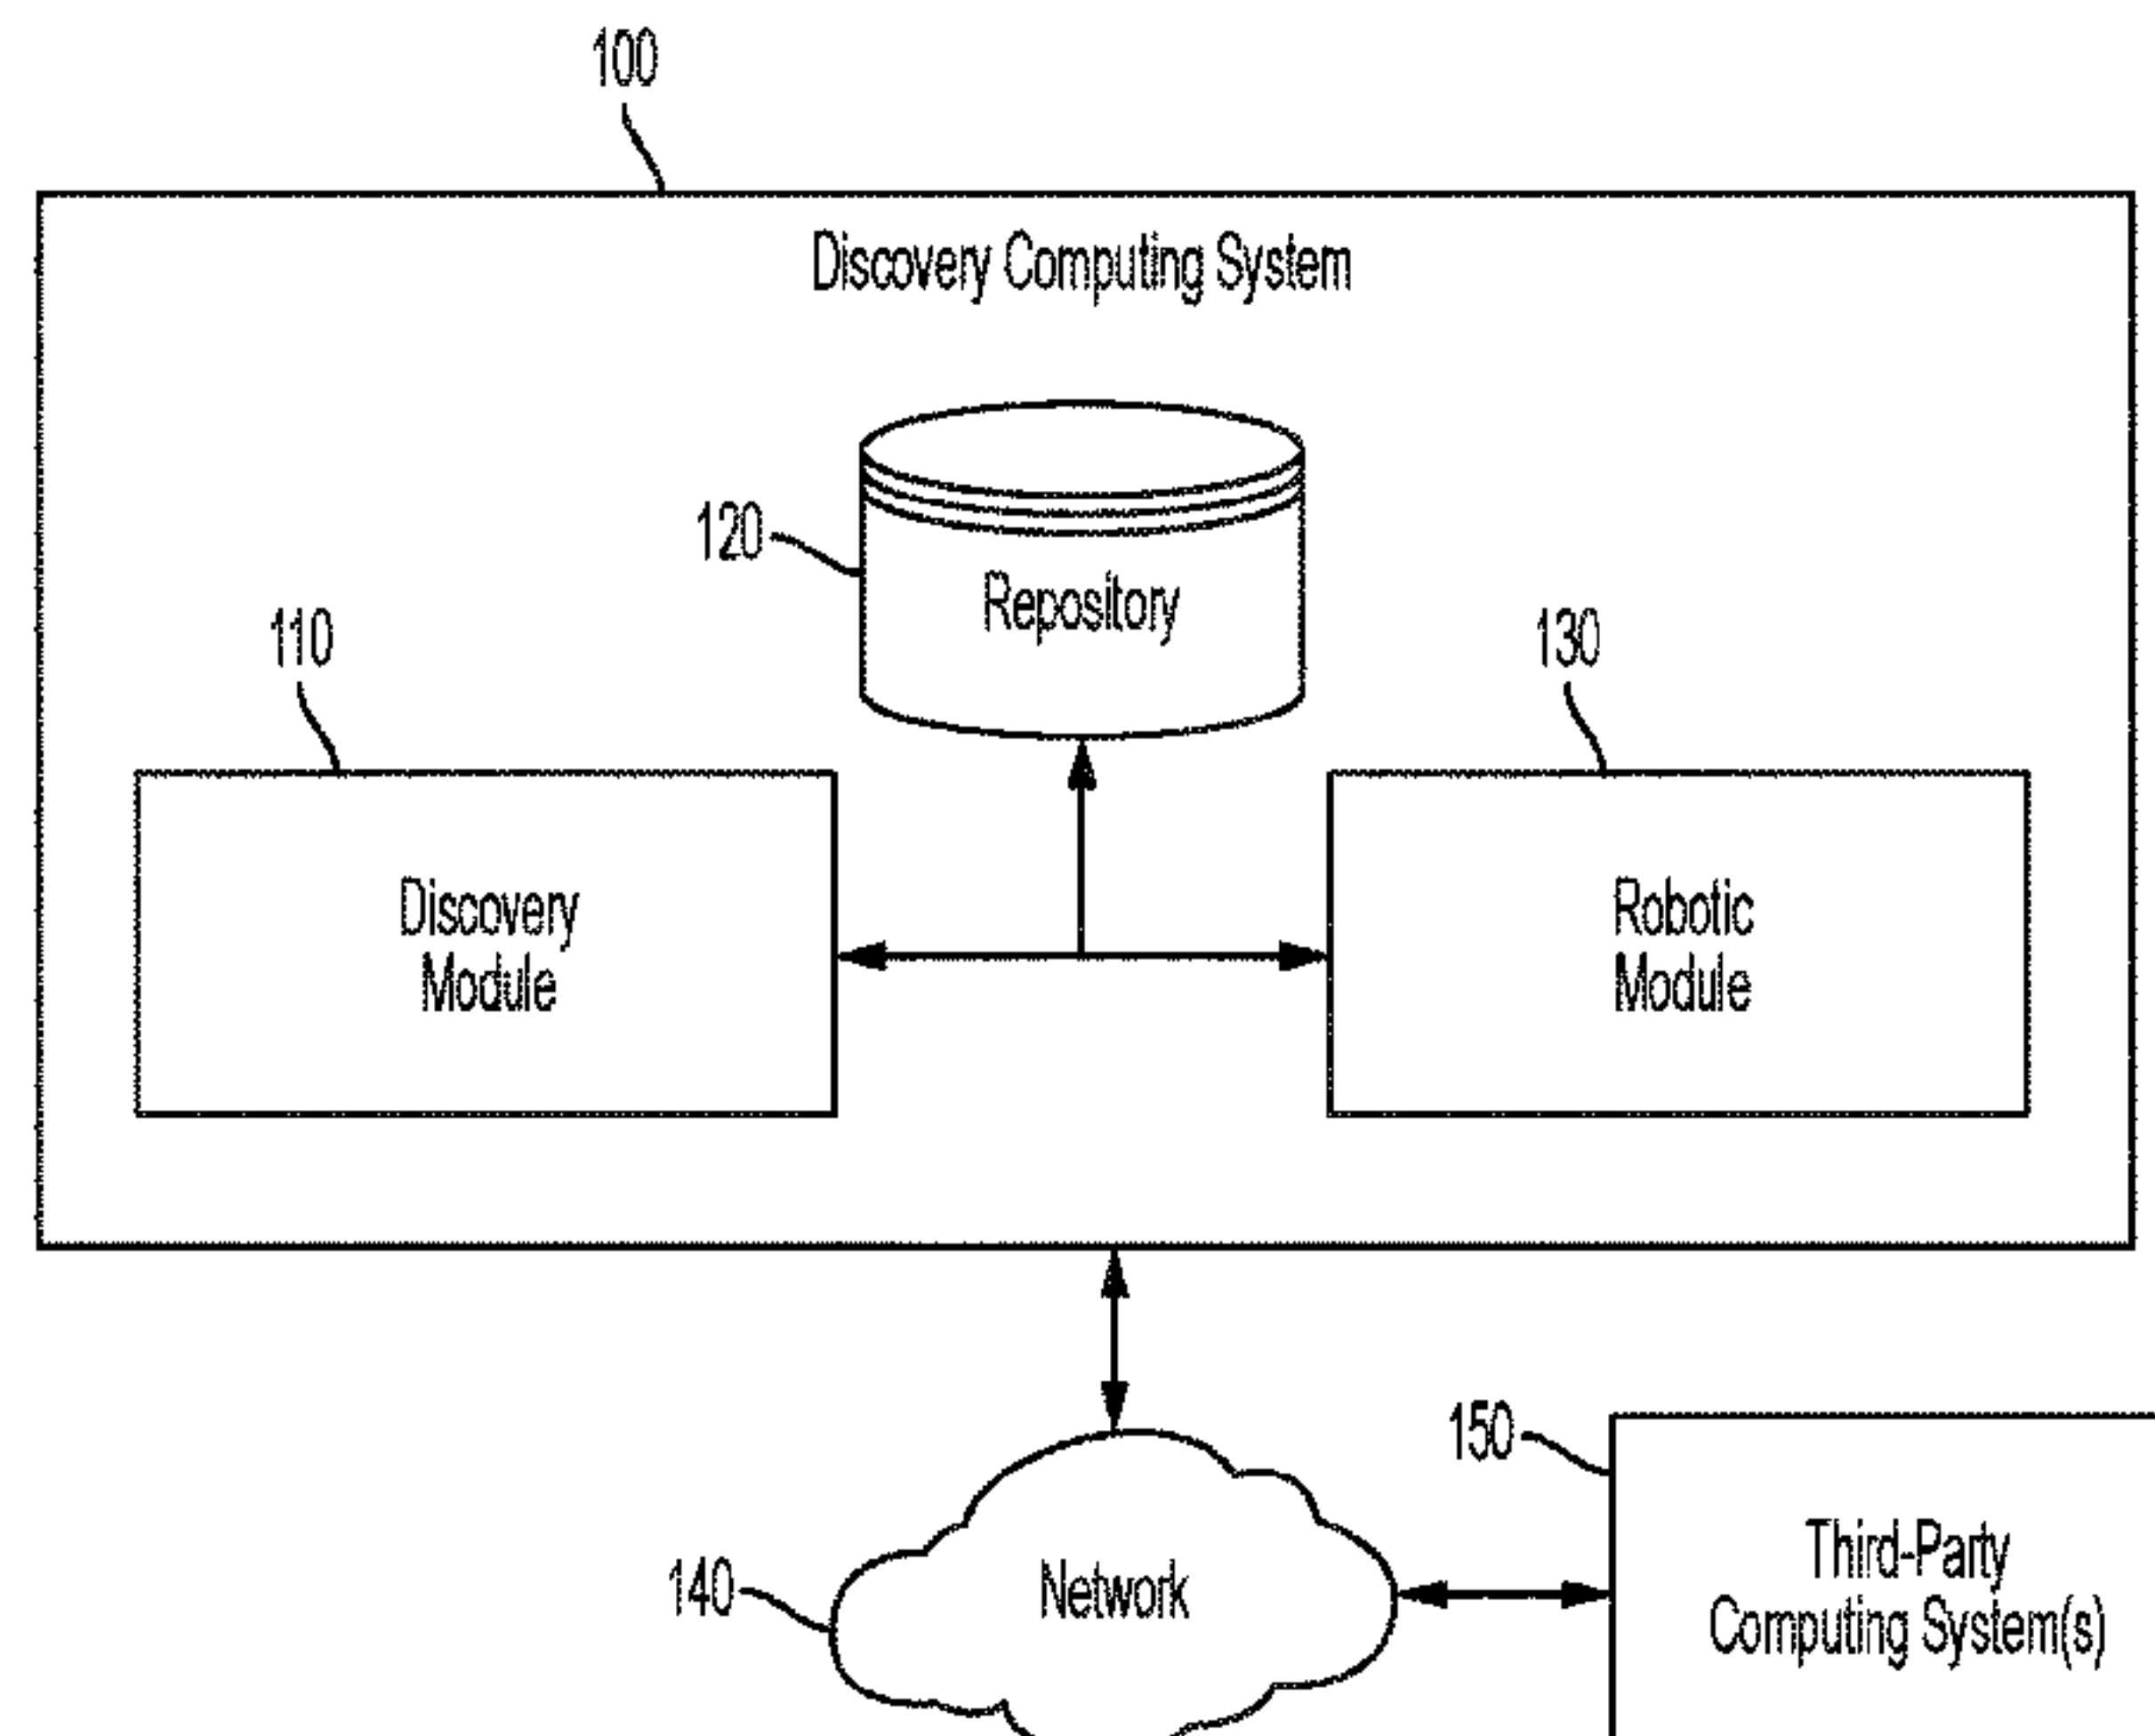 100
Discovery Computing System
120
Repository
110
130
Discovery
Module
Robotic
Module
150
Third-Party
Computing System(s)
140
Network